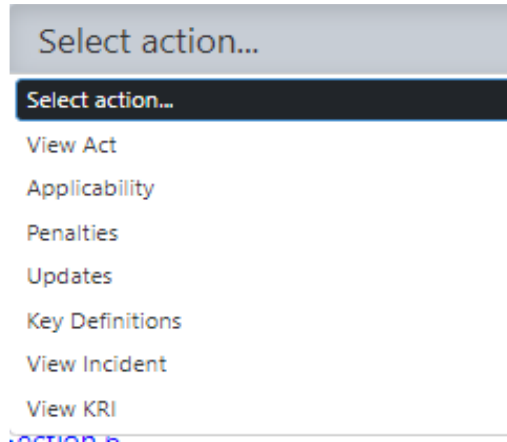 Select action...
Select action...
View Act
Applicability
Penalties
Updates
Key Definitions
View Incident
View KRI